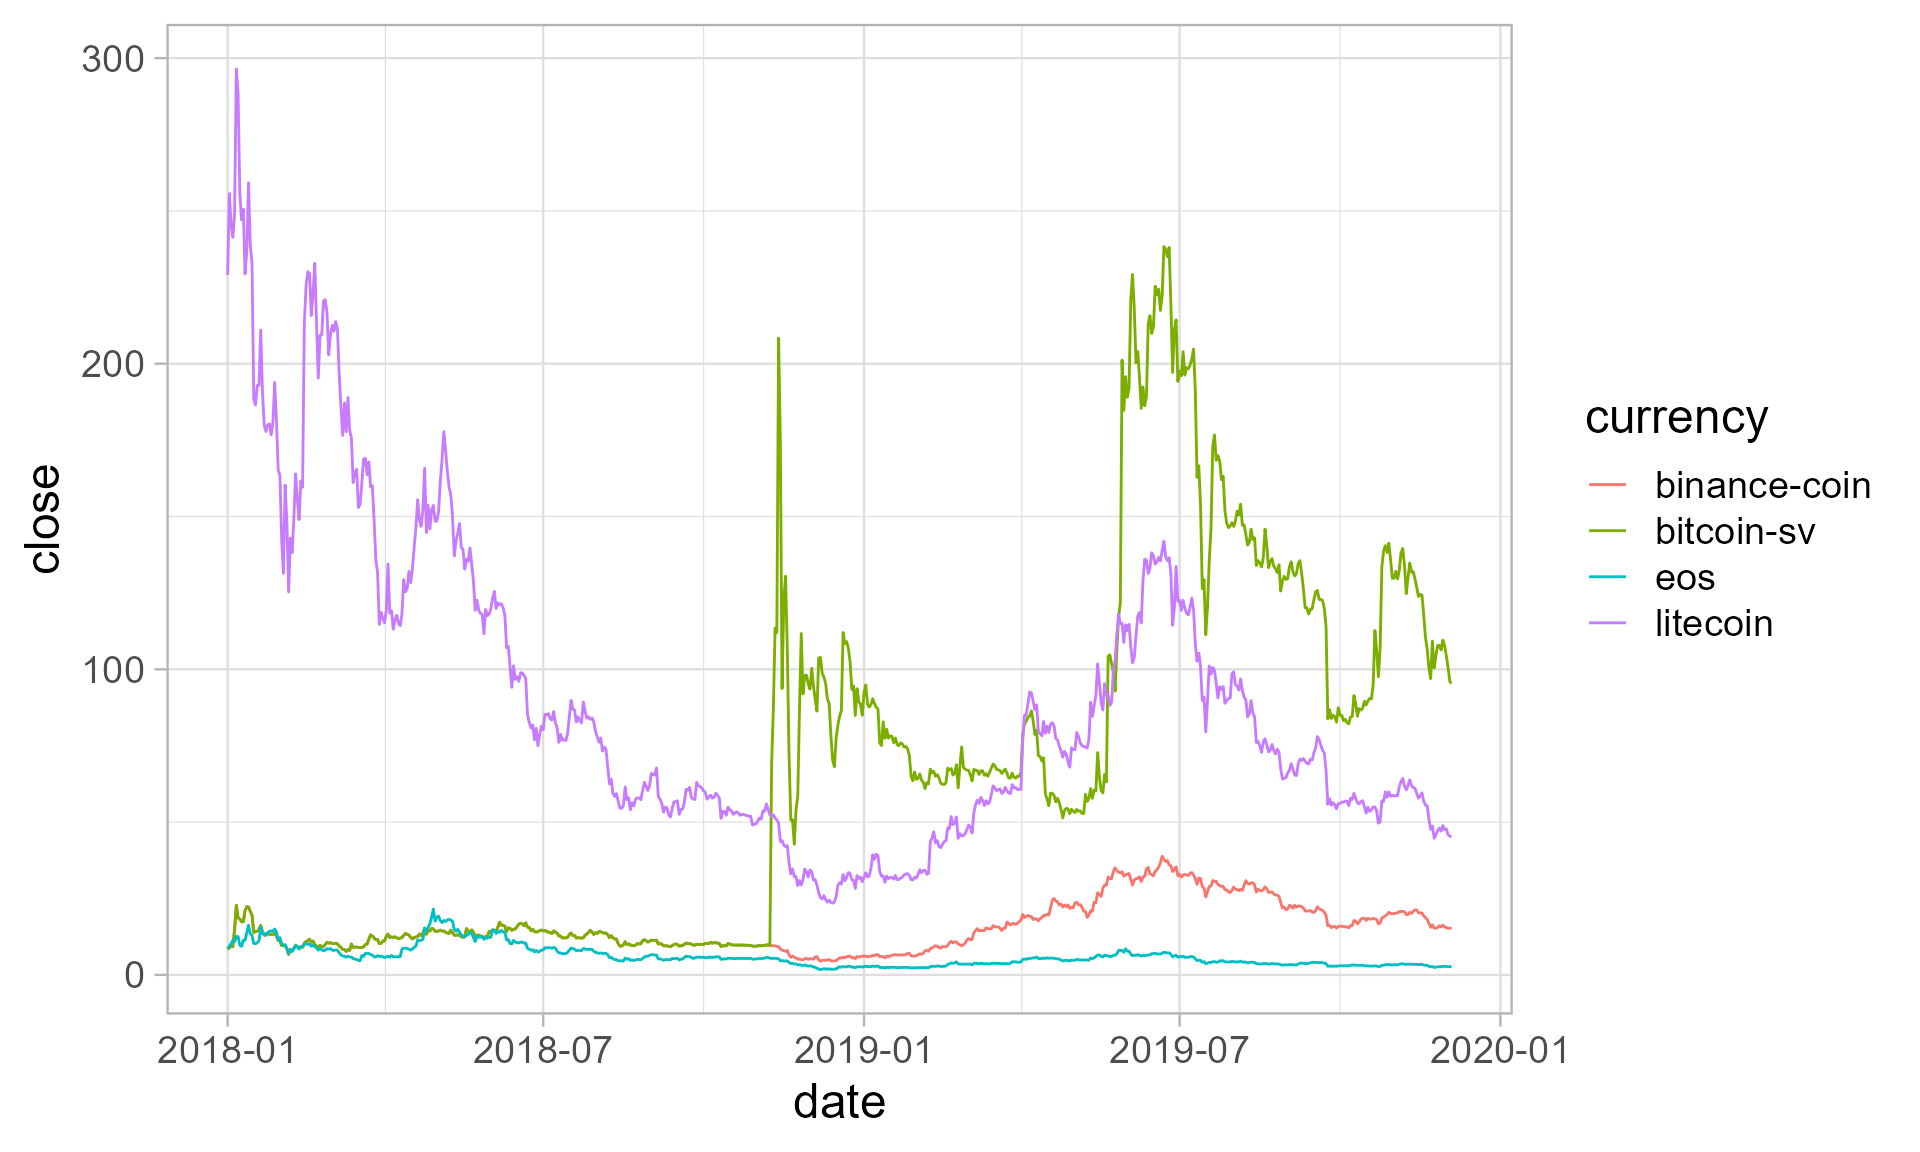 300
200
100
0
close
2018-01
2018-07
2019-01
2019-07
2020-01
date
currency
binance-coin
bitcoin-sv
eos
litecoin